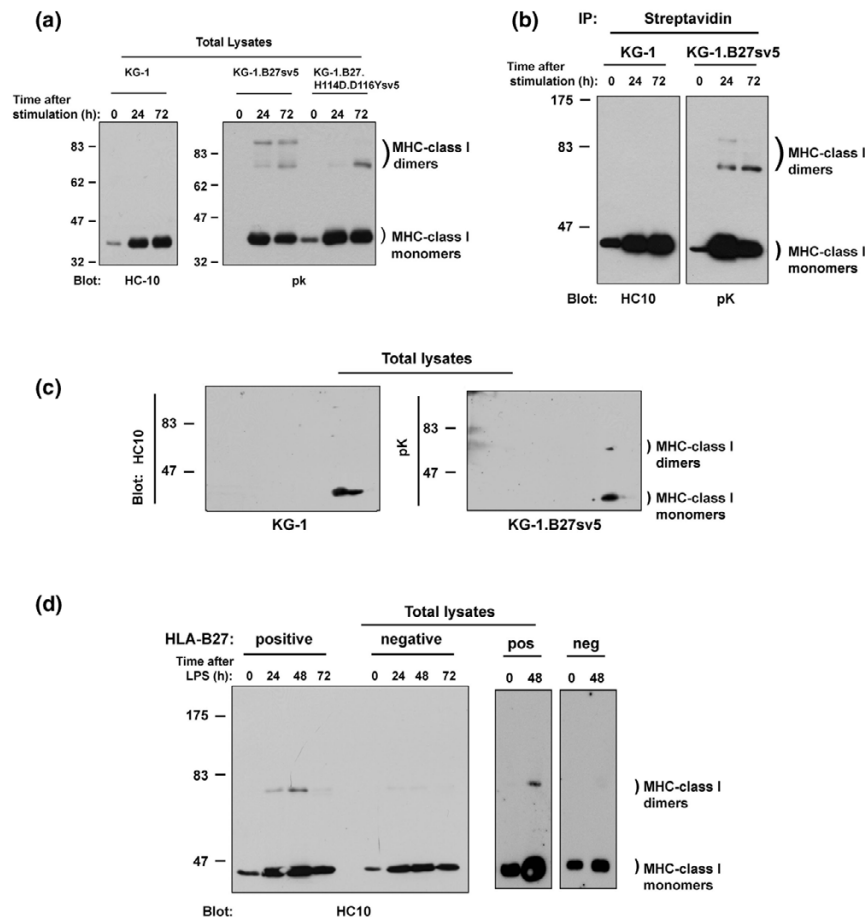 (a)
Total Lysates
KG-1 KG-1.B27sv5 KG-1.B27.
H114D.D116Ysv5
Time after
stimulation (h): 0 24 72 0 24 72 0 24 72
83
62
47
32
83
62
47
32
MHC-class I
dimers
MHC-class I
monomers
Blot: HC-10 pk
(b)
IP: Streptavidin
KG-1 KG-1.B27sv5
Time after
stimulation (h): 0 24 72 0 24 72
175
83
47
MHC-class I
dimers
MHC-class I
monomers
Blot: HC10 pK
(c)
Total lysates
Blot: HC10
83
47
KG-1
pK
83
47
KG-1.B27sv5
MHC-class I
dimers
MHC-class I
monomers
(d)
Total lysates
HLA-B27: positive negative pos neg
Time after
LPS (h): 0 24 48 72 0 24 48 72 0 48 0 48
175
83
47
MHC-class I
dimers
MHC-class I
monomers
Blot: HC10